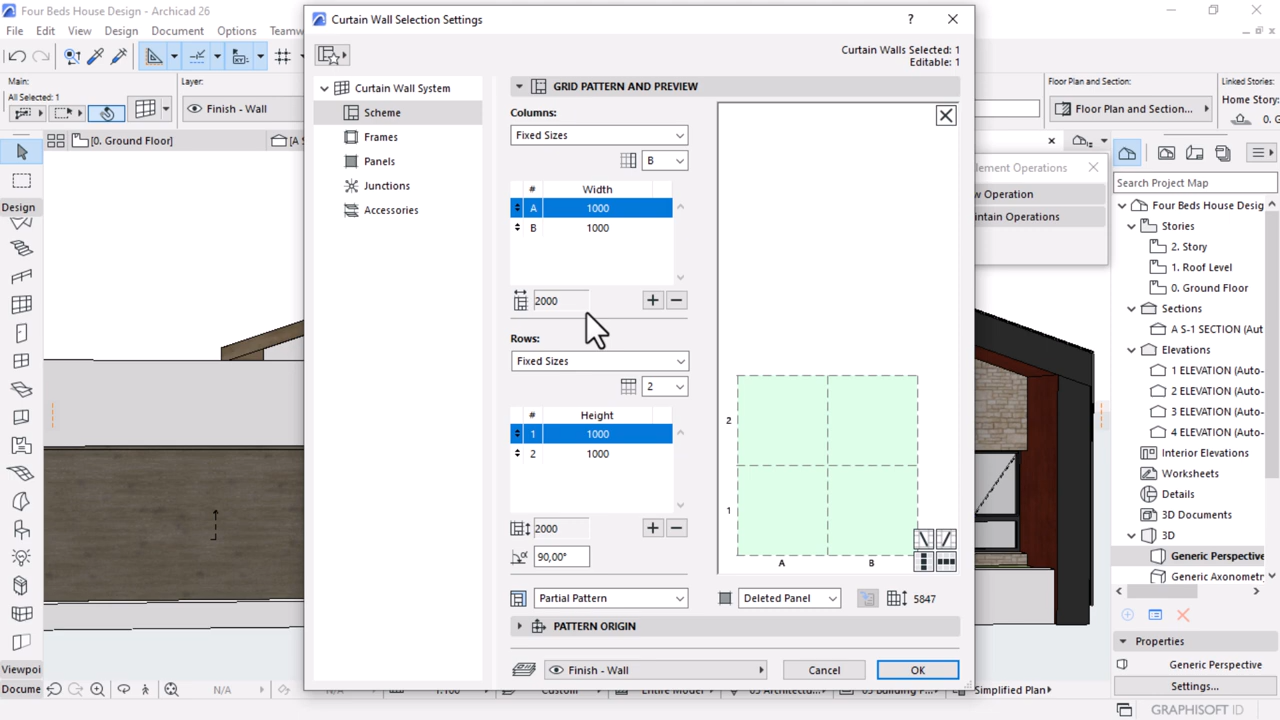 Four Beds House Design - Archicad 26
File Edit View Design Document Options Teamw
Main:
All Selected: 1
Layer:
Finish - Wall
[0. Ground Floor]
[A S
Design
Viewpoi
Docume
N/A
N/A
1:100
Custom
Entire Model
03 Architectu...
03 Building P...
Simplified Plan
Curtain Wall Selection Settings
?
Curtain Walls Selected: 1
Editable: 1
Curtain Wall System
Scheme
Frames
Panels
Junctions
Accessories
GRID PATTERN AND PREVIEW
Columns:
Fixed Sizes
B
# Width
A 1000
B 1000
2000
Rows:
Fixed Sizes
2
# Height
1 1000
2 1000
2000
α 90,00°
Partial Pattern
2
1
A B
Deleted Panel
5847
PATTERN ORIGIN
Finish - Wall
Cancel
OK
Floor Plan and Section:
Floor Plan and Section...
Linked Stories:
Home Story:
0. G
lement Operations
w Operation
intain Operations
Search Project Map
Four Beds House Desig
Stories
2. Story
1. Roof Level
0. Ground Floor
Sections
A S-1 SECTION (Aut
Elevations
1 ELEVATION (Auto-
2 ELEVATION (Auto-
3 ELEVATION (Auto-
4 ELEVATION (Auto-
Interior Elevations
Worksheets
Details
3D Documents
3D
Generic Perspective
Generic Axonometr
Properties
Generic Perspective
Settings...
GRAPHISOFT ID